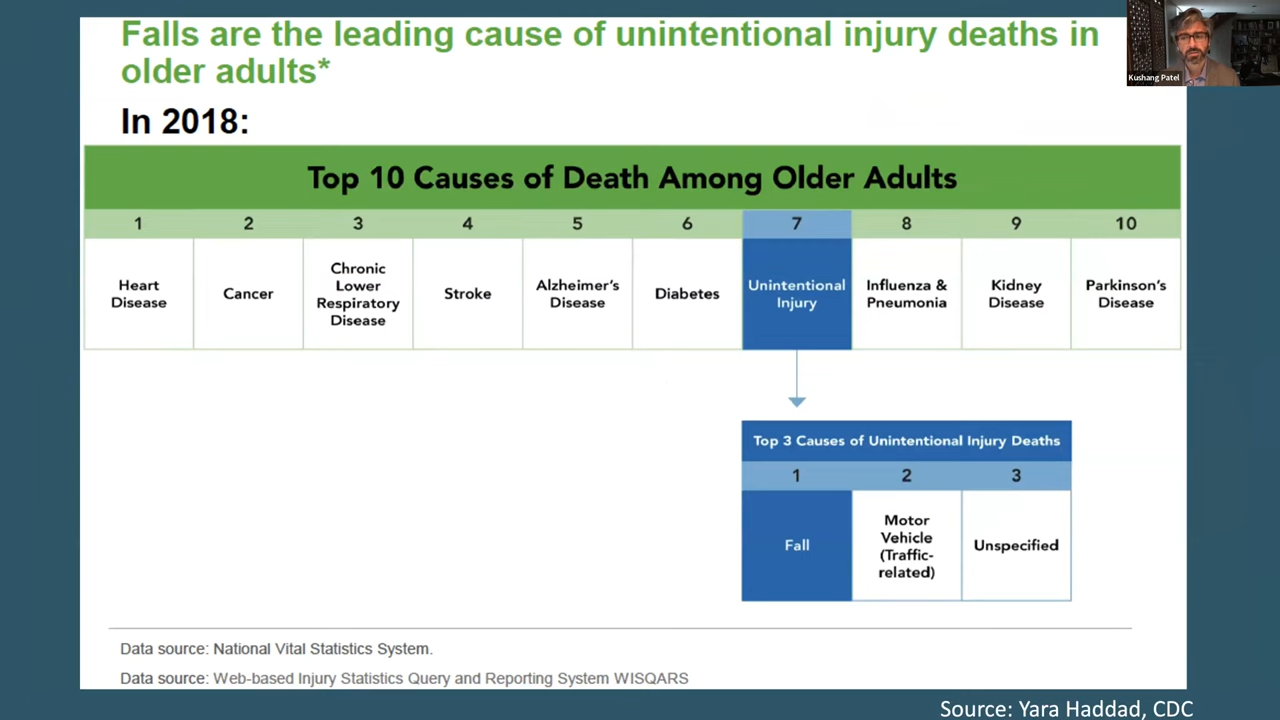 Falls are the leading cause of unintentional injury deaths in
older adults*
In 2018:
Kushang Patel
Top 10 Causes of Death Among Older Adults
1 2 3 4 5 6 7 8 9 10
Heart
Disease
Cancer
Chronic
Lower
Respiratory
Disease
Stroke
Alzheimer's
Disease
Diabetes
Unintentional
Injury
Influenza &
Pneumonia
Kidney
Disease
Parkinson's
Disease
Top 3 Causes of Unintentional Injury Deaths
1 2 3
Fall
Motor
Vehicle
(Traffic-
related)
Unspecified
Data source: National Vital Statistics System.
Data source: Web-based Injury Statistics Query and Reporting System WISQARS
Source: Yara Haddad, CDC